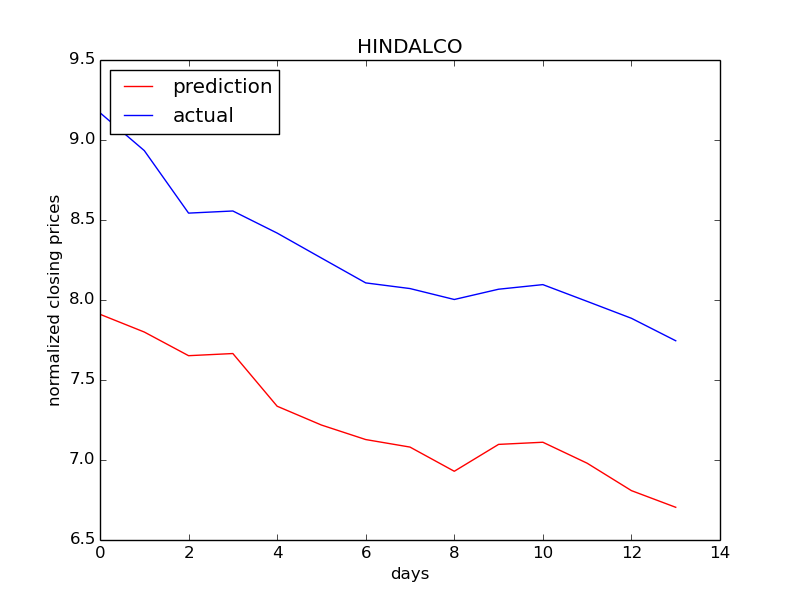 HINDALCO
prediction
actual
normalized closing prices
9.5
9.0
8.5
8.0
7.5
7.0
6.5
0 2 4 6 8 10 12 14
days